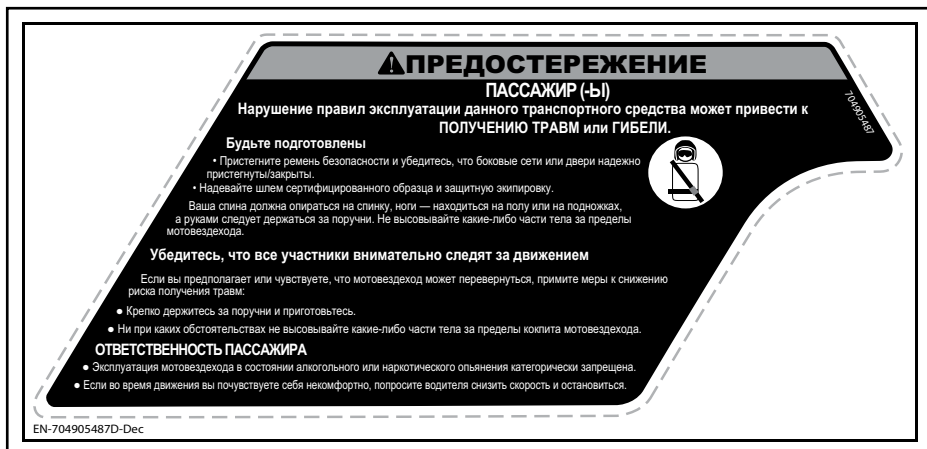 ПРЕДОСТЕРЕЖЕНИЕ
ПАССАЖИР (-Ы)
Нарушение правил эксплуатации данного транспортного средства может привести к
ПОЛУЧЕНИЮ ТРАВМ или ГИБЕЛИ.
704905487
Будьте подготовлены
• Пристегните ремень безопасности и убедитесь, что боковые сети или двери надежно
пристегнуты/закрыты.
• Надевайте шлем сертифицированного образца и защитную экипировку.
Ваша спина должна опираться на спинку, ноги — находиться на полу или на подножках,
а руками следует держаться за поручни. Не высовывайте какие-либо части тела за пределы
мотовездехода.
Убедитесь, что все участники внимательно следят за движением
Если вы предполагает или чувствуете, что мотовездеход может перевернуться, примите меры к снижению
риска получения травм:
● Крепко держитесь за поручни и приготовьтесь.
● Ни при каких обстоятельствах не высовывайте какие-либо части тела за пределы кокпита мотовездехода.
ОТВЕТСТВЕННОСТЬ ПАССАЖИРА
● Эксплуатация мотовездехода в состоянии алкогольного или наркотического опьянения категорически запрещена.
● Если во время движения вы почувствуете себя некомфортно, попросите водителя снизить скорость и остановиться.
EN-704905487D-Dec